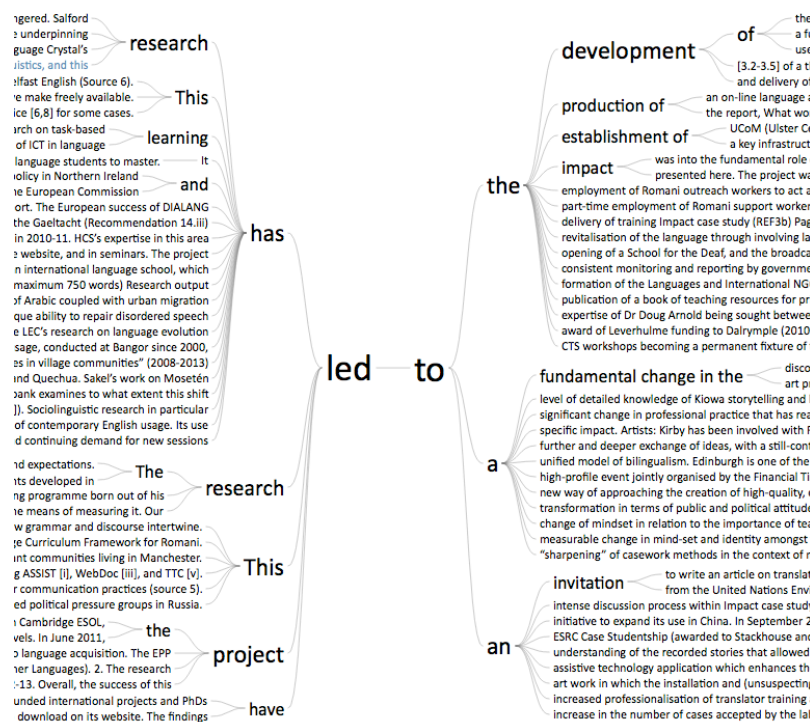 ngered. Salford
e underpinning
guage Crystal's
uistics, and this
research
elfast English (Source 6).
e make freely available.
ice [6,8] for some cases.
This
arch on task-based
of ICT in language
learning
language students to master.
It
olicy in Northern Ireland
he European Commission
and
ort. The European success of DIALANG
the Gaeltacht (Recommendation 14.iii)
in 2010-11. HCS's expertise in this area
e website, and in seminars. The project
n international language school, which
maximum 750 words) Research output
of Arabic coupled with urban migration
que ability to repair disordered speech
e LEC's research on language evolution
sage, conducted at Bangor since 2000,
es in village communities" (2008-2013)
and Quechua. Sakel's work on Mosetén
bank examines to what extent this shift
]). Sociolinguistic research in particular
of contemporary English usage. Its use
d continuing demand for new sessions
has
nd expectations.
nts developed in
The
ng programme born out of his
he means of measuring it. Our
research
w grammar and discourse intertwine.
ge Curriculum Framework for Romani.
ant communities living in Manchester.
g ASSIST [i], WebDoc [iii], and TTC [v].
r communication practices (source 5).
ed political pressure groups in Russia.
This
n Cambridge ESOL,
vels. In June 2011,
the
o language acquisition. The EPP
her Languages). 2. The research
-13. Overall, the success of this
project
unded international projects and PhDs
download on its website. The findings
have
led to
the
development
of
the
a fu
use
[3.2-3.5] of a th
and delivery of
production of
an on-line language a
the report, What wo
establishment of
UCoM (Ulster Ce
a key infrastruct
impact
was into the fundamental role
presented here. The project wa
employment of Romani outreach workers to act a
part-time employment of Romani support worker
delivery of training Impact case study (REF3b) Pag
revitalisation of the language through involving la
opening of a School for the Deaf, and the broadca
consistent monitoring and reporting by governme
formation of the Languages and International NG
publication of a book of teaching resources for pr
expertise of Dr Doug Arnold being sought betwee
award of Leverhulme funding to Dalrymple (2010
CTS workshops becoming a permanent fixture of
a
fundamental change in the
disco
art pr
level of detailed knowledge of Kiowa storytelling and
significant change in professional practice that has rea
specific impact. Artists: Kirby has been involved with F
further and deeper exchange of ideas, with a still-cont
unified model of bilingualism. Edinburgh is one of the
high-profile event jointly organised by the Financial Ti
new way of approaching the creation of high-quality, e
transformation in terms of public and political attitude
change of mindset in relation to the importance of tea
measurable change in mind-set and identity amongst
"sharpening" of casework methods in the context of r
an
invitation
to write an article on translat
from the United Nations Envi
intense discussion process within Impact case study
initiative to expand its use in China. In September 2
ESRC Case Studentship (awarded to Stackhouse and
understanding of the recorded stories that allowed
assistive technology application which enhances th
art work in which the installation and (unsuspecting
increased professionalisation of translator training
increase in the number of cases accepted by the lab